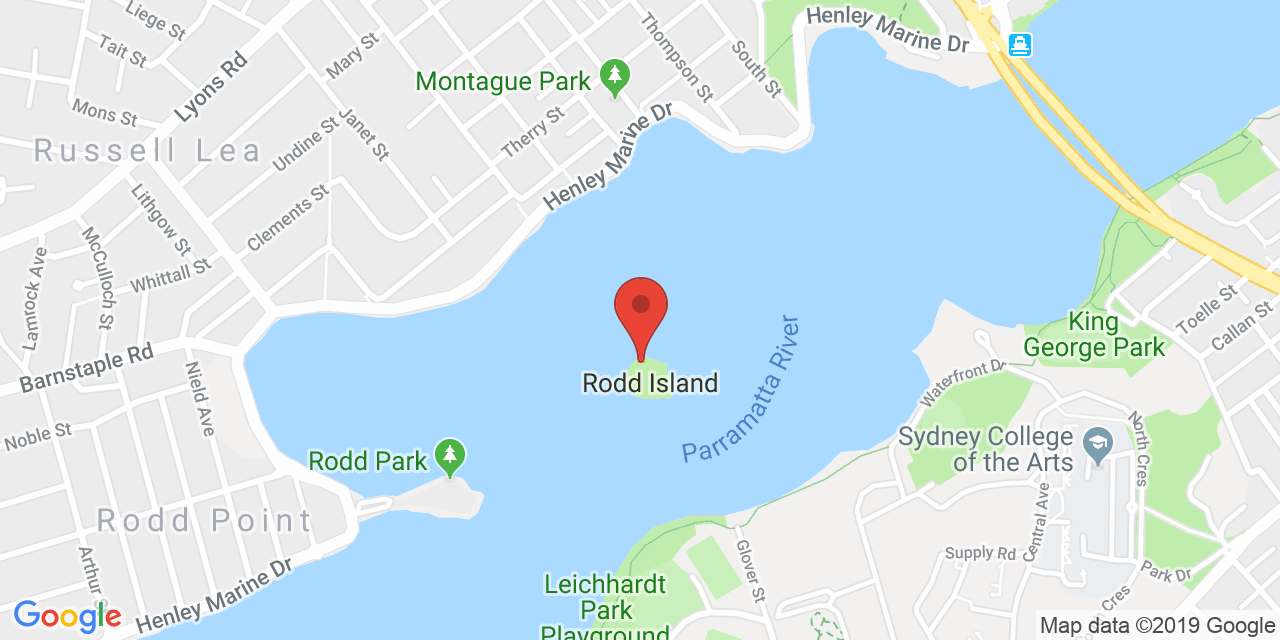 Liege St
Tait St
Mary St
Lyons Rd
Mons St
Thompson St
South St
Henley Marine Dr
Montague Park
Russell Lea
Undine St
Janet St
Therry St
Henley Marine Dr
Lithgow St
Clements St
Lamrock Ave
McCulloch St
Whittall St
Toelle St
Callan St
King
George Park
Parramatta River
Barnstaple Rd
Nield Ave
Rodd Island
Waterfront Dr
Noble St
Rodd Park
Sydney College
of the Arts
North Cres
Rodd Point
Central Ave
Supply Rd
Glover St
Park Dr
Arthur
Henley Marine Dr
Leichhardt
Park
Playground
Cres
Google
Map data ©2019 Google